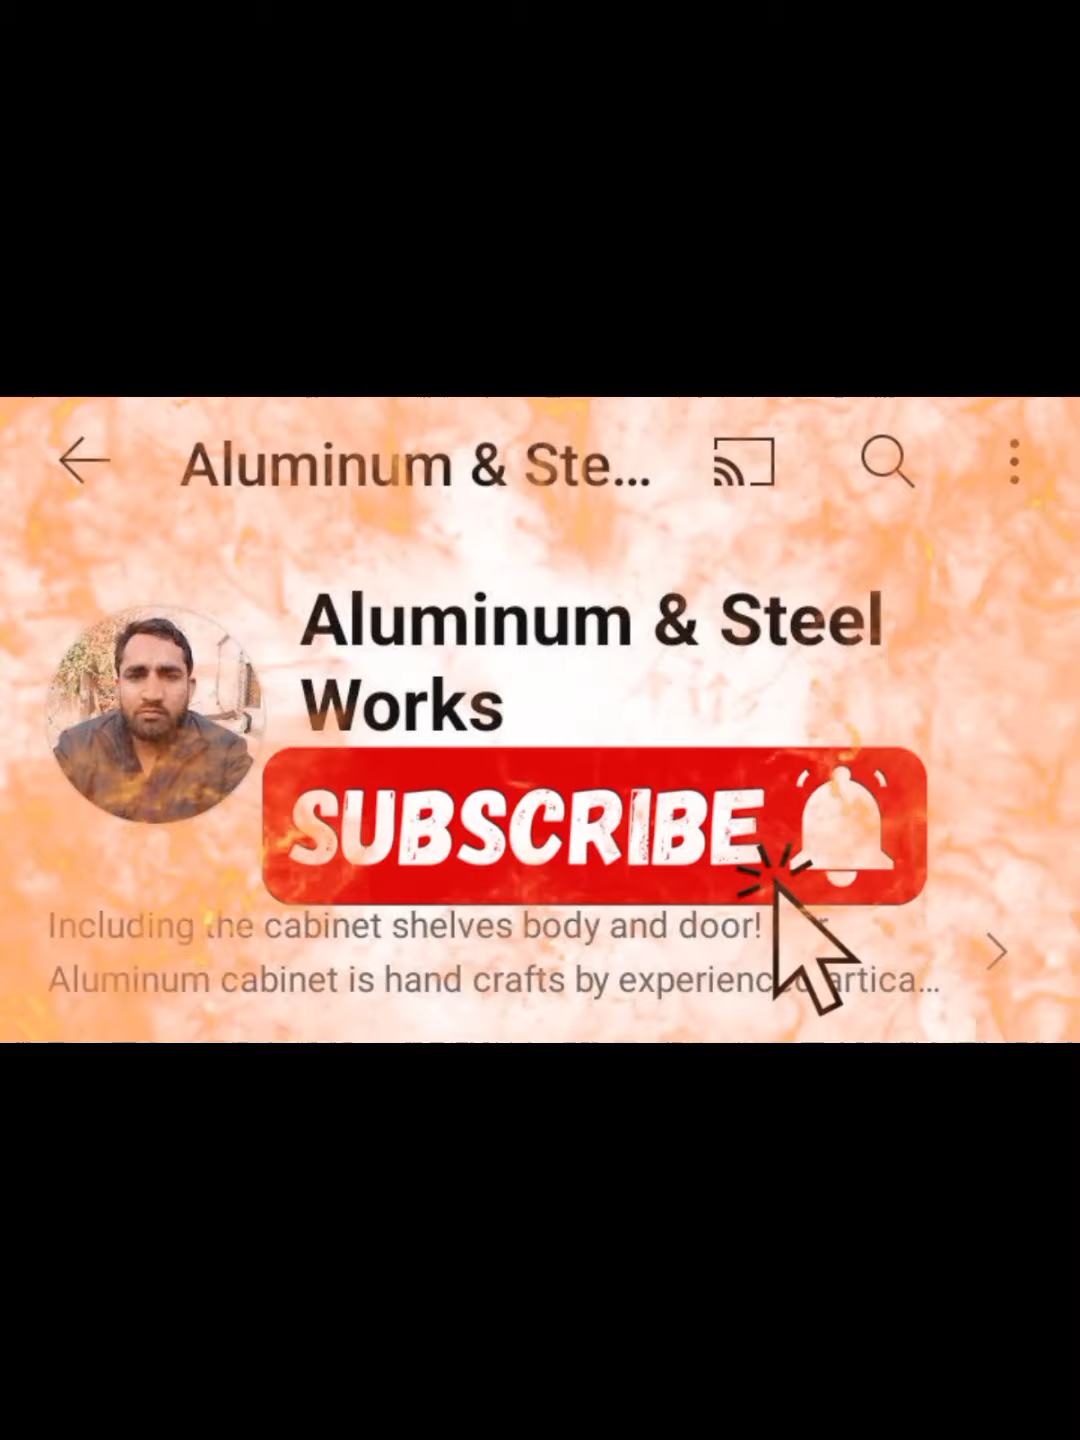 Aluminum & Ste...
Aluminum & Steel
Works
SUBSCRIBE
Including the cabinet shelves body and door!
Aluminum cabinet is hand crafts by experienced artica...